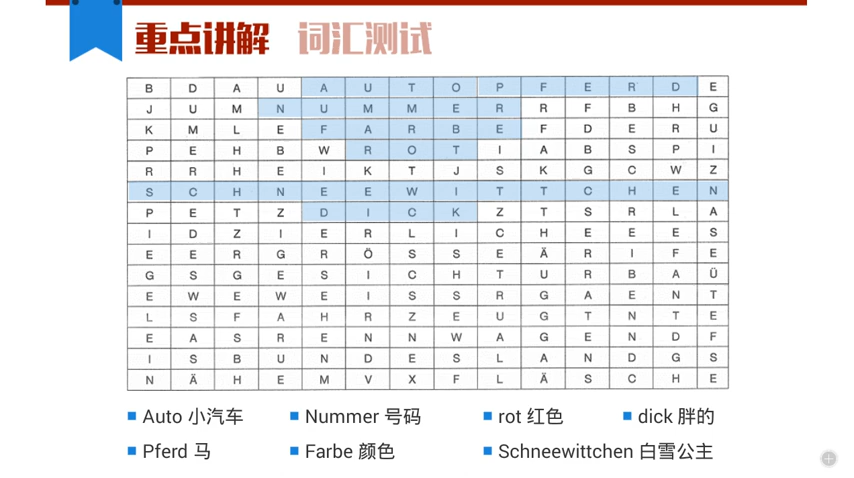 重点讲解 词汇测试
B D A U A U T O P F E R D E
J U M N U M M E R R F B H G
K M L E F A R B E F D E R U
P E H B W R O T I A B S P I
R R H E I K T J S K G C W Z
S C H N E E W I T T C H E N
P E T Z D I C K Z T S R L A
I D Z I E R L I C H E E E S
E E R G R Ö S S E Ä R I F E
G S G E S I C H T U R B A Ü
E W E W E I S S R G A E N T
L S F A H R Z E U G T N T E
E A S R E N N W A G E N D F
I S B U N D E S L A N D G S
N Ä H E M V X F L Ä S C H E
Auto 小汽车 Nummer 号码 rot 红色 dick 胖的
Pferd 马 Farbe 颜色 Schneewittchen 白雪公主